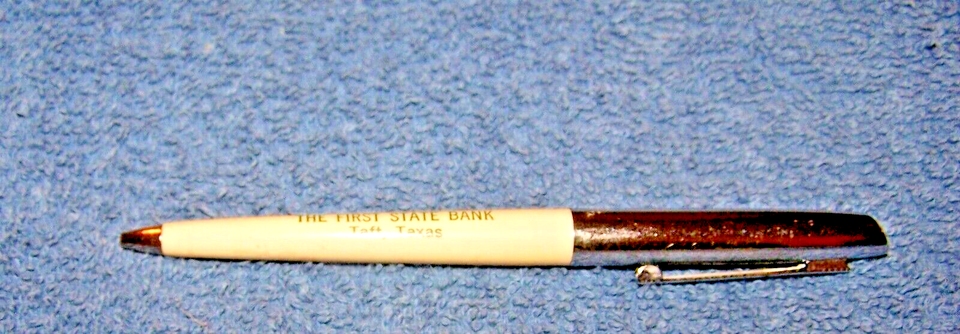 THE FIRST STATE BANK
Taft, Texas